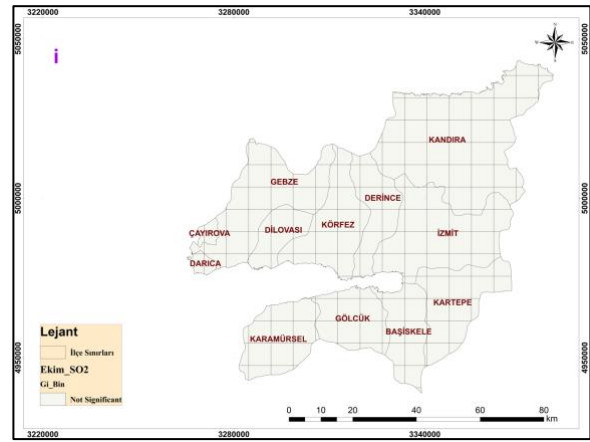 3220000 3280000 3340000
5050000 5050000
i
KANDIRA
GEBZE
DERİNCE
5000000 5000000
ÇAYIROVA DİLOVASI KÖRFEZ İZMİT
DARICA
KARTEPE
GÖLCÜK
BAŞİSKELE
KARAMÜRSEL
4950000 4950000
Lejant
İlçe Sınırları
Ekim_SO2
Gi_Bin
Not Significant
0 5 10 20 40 60 80
km
3220000 3280000 3340000